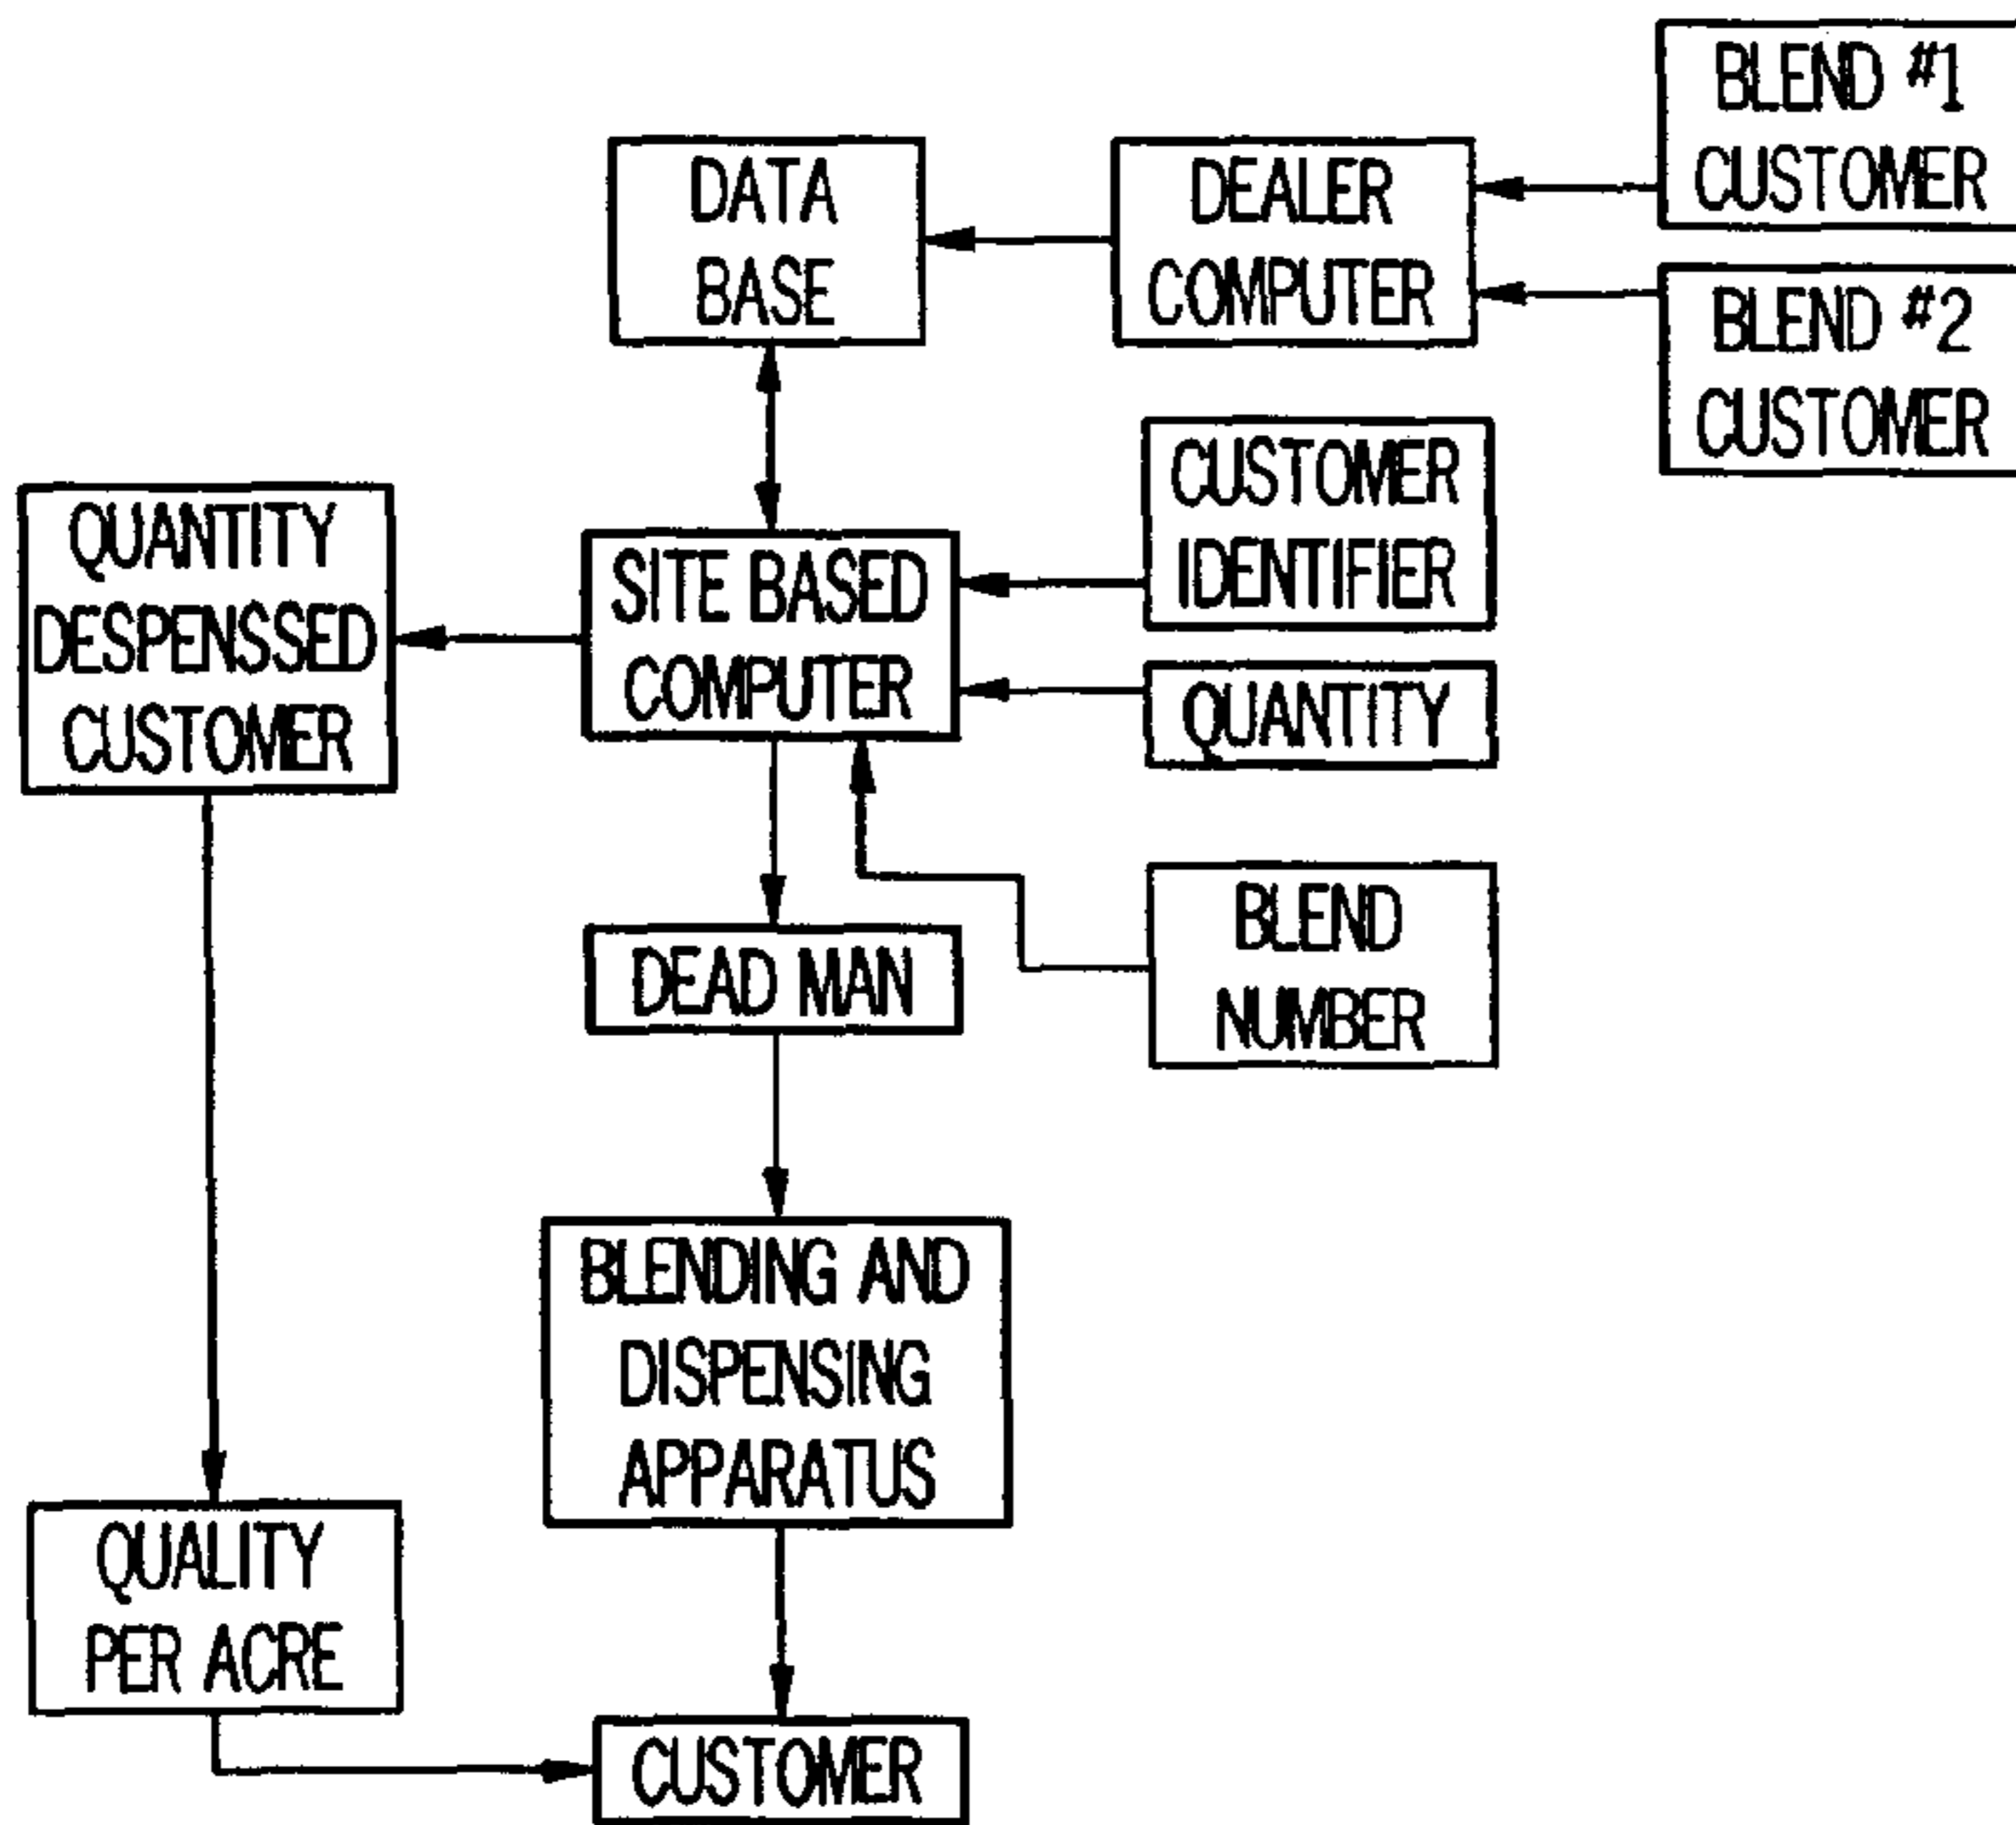 BLEND #1
CUSTOMER
DATA
BASE
DEALER
COMPUTER
BLEND #2
CUSTOMER
CUSTOMER
IDENTIFIER
QUANTITY
DESPENSSED
CUSTOMER
SITE BASED
COMPUTER
QUANTITY
BLEND
NUMBER
DEAD MAN
BLENDING AND
DISPENSING
APPARATUS
QUALITY
PER ACRE
CUSTOMER